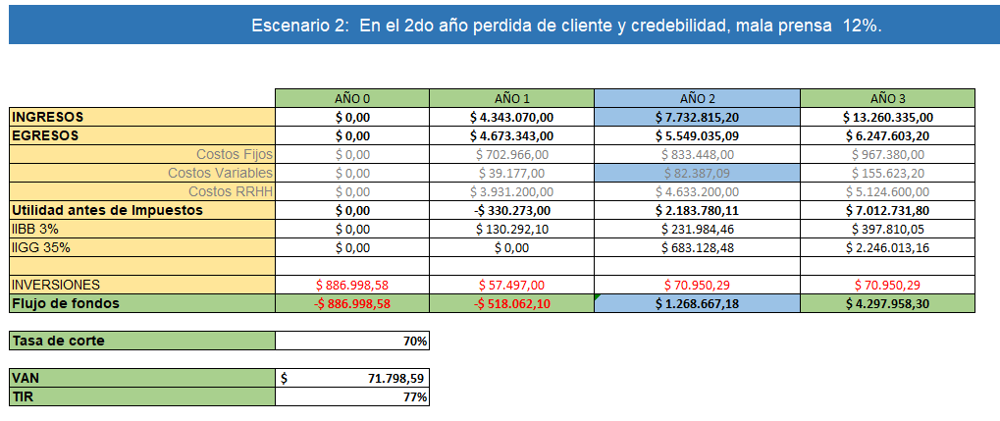 Escenario 2: En el 2do año perdida de cliente y credibilidad, mala prensa 12%.
AÑO 0 AÑO 1 AÑO 2 AÑO 3
INGRESOS $ 0,00 $ 4.343.070,00 $ 7.732.815,20 $ 13.260.335,00
EGRESOS $ 0,00 $ 4.673.343,00 $ 5.549.035,09 $ 6.247.603,20
Costos Fijos $ 0,00 $ 702.966,00 $ 833.448,00 $ 967.380,00
Costos Variables $ 0,00 $ 39.177,00 $ 82.387,09 $ 155.623,20
Costos RRHH $ 0,00 $ 3.931.200,00 $ 4.633.200,00 $ 5.124.600,00
Utilidad antes de Impuestos $ 0,00 -$ 330.273,00 $ 2.183.780,11 $ 7.012.731,80
IIBB 3% $ 0,00 $ 130.292,10 $ 231.984,46 $ 397.810,05
IIGG 35% $ 0,00 $ 0,00 $ 683.128,48 $ 2.246.013,16
INVERSIONES $ 886.998,58 $ 57.497,00 $ 70.950,29 $ 70.950,29
Flujo de fondos -$ 886.998,58 -$ 518.062,10 $ 1.268.667,18 $ 4.297.958,30
Tasa de corte 70%
VAN $ 71.798,59
TIR 77%